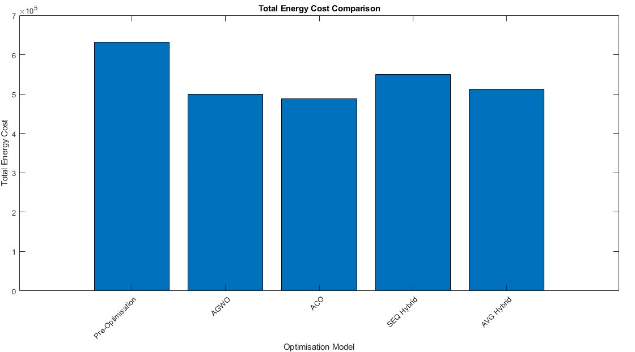 Total Energy Cost Comparison
×10⁵
7
6
5
4
3
2
1
0
Total Energy Cost
Pre-Optimisation
AGWO
ACO
SEQ Hybrid
AVG Hybrid
Optimisation Model